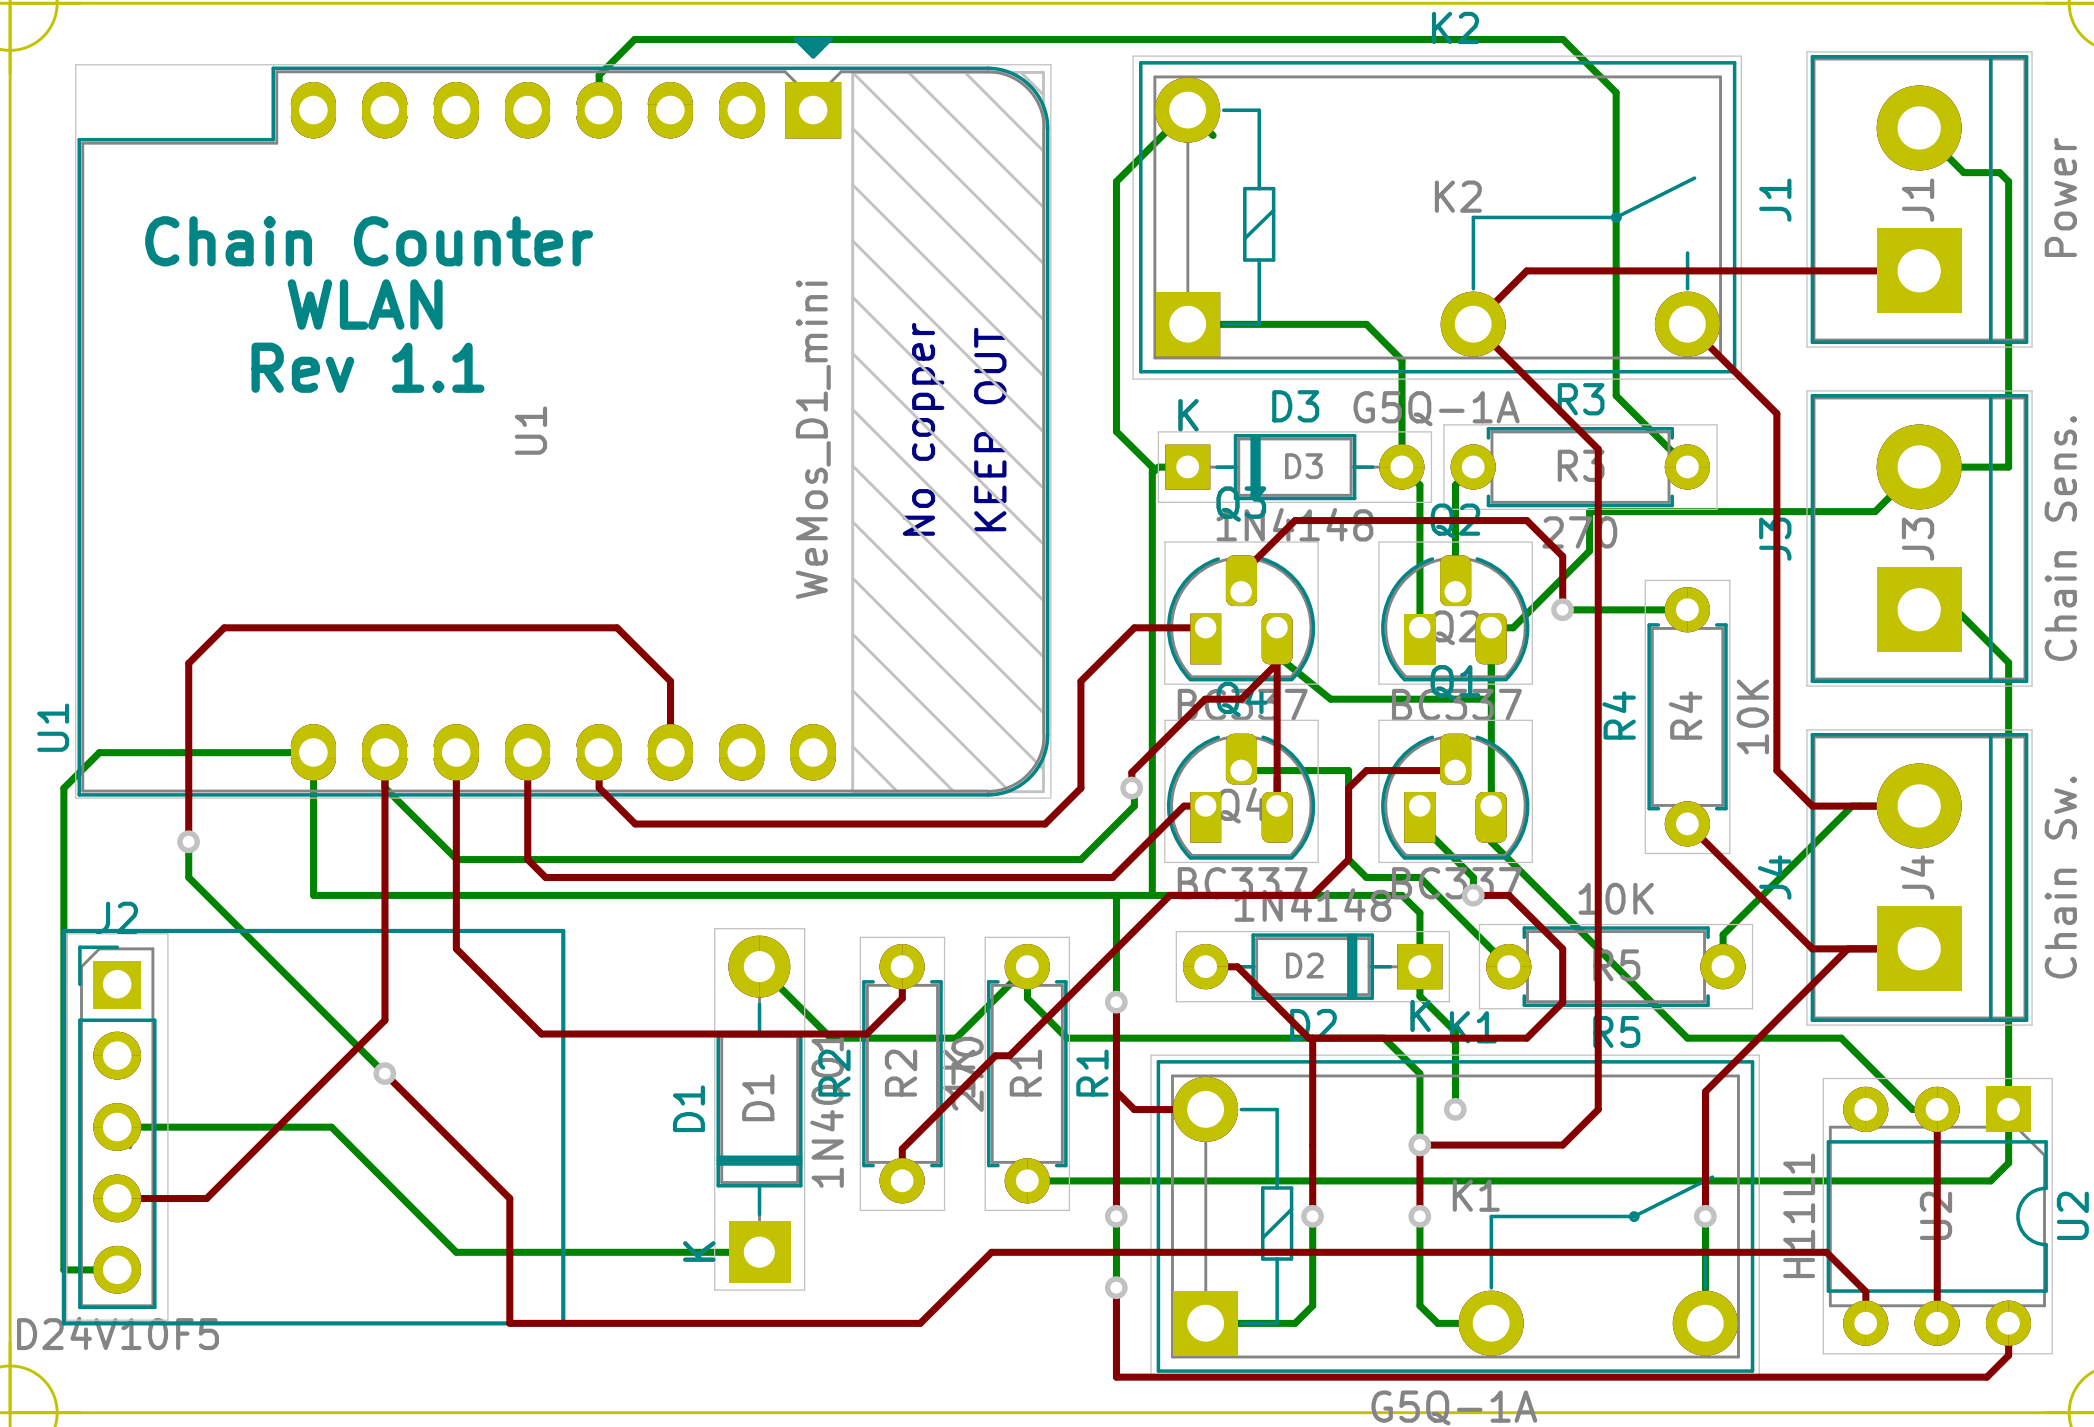 K2
Chain Counter
WLAN
Rev 1.1
U1
WeMos_D1_mini
No copper
KEEP OUT
U1
K2
G5Q-1A
J1
J1
Power
K
D3
D3
1N4148
R3
R3
270
Q3
BC337
Q2
Q2
BC337
Q4
Q4
BC337
Q1
BC337
R4
R4
10K
J3
J3
Chain Sens.
J4
J4
Chain Sw.
1N4148
D2
D2
K
10K
R5
R5
J2
D24V10F5
D1
D1
1N4001
K
R2
R2
R1
R1
K1
K1
G5Q-1A
H11L1
U2
U2